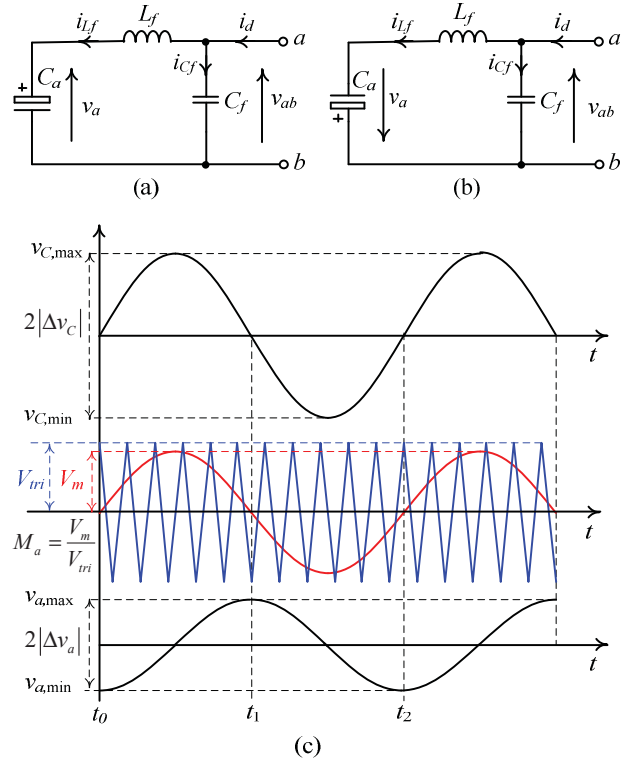 i_Lf L_f i_d a
C_a i_Cf
+
v_a C_f v_ab
b
(a)
i_Lf L_f i_d a
C_a i_Cf
+
v_a C_f v_ab
b
(b)
v_C,max
2|Δv_C|
t
v_C,min
V_tri V_m
t
M_a = V_m / V_tri
v_a,max
2|Δv_a|
t
v_a,min
t_0 t_1 t_2
(c)